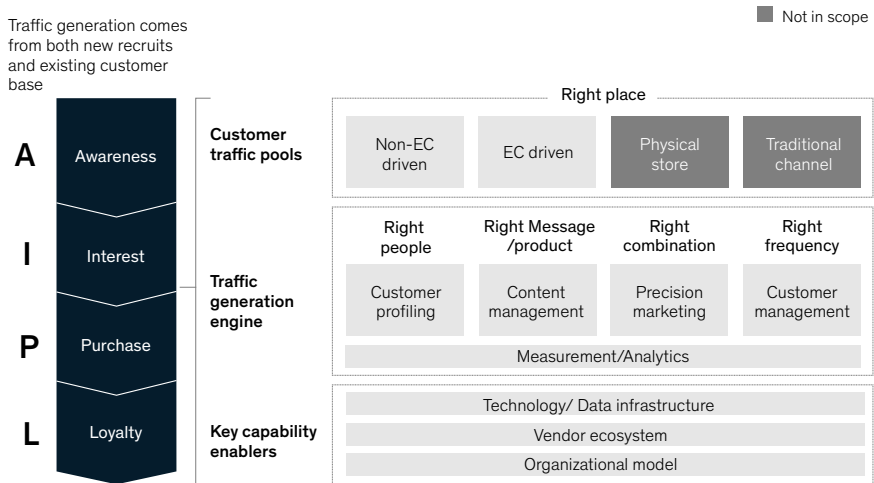 Traffic generation comes
from both new recruits
and existing customer
base
Not in scope
A
Awareness
I
Interest
P
Purchase
L
Loyalty
Customer
traffic pools
Right place
Non-EC
driven
EC driven
Physical
store
Traditional
channel
Traffic
generation
engine
Right
people
Right Message
/product
Right
combination
Right
frequency
Customer
profiling
Content
management
Precision
marketing
Customer
management
Measurement/Analytics
Key capability
enablers
Technology/ Data infrastructure
Vendor ecosystem
Organizational model